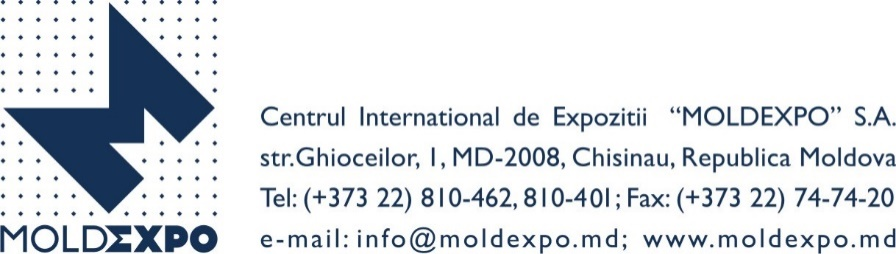 Centrul International de Expozitii “MOLDEXPO” S.A.
str.Ghioceilor, 1, MD-2008, Chisinau, Republica Moldova
Tel: (+373 22) 810-462, 810-401; Fax: (+373 22) 74-74-20
e-mail: info@moldexpo.md; www.moldexpo.md
MOLDEXPO